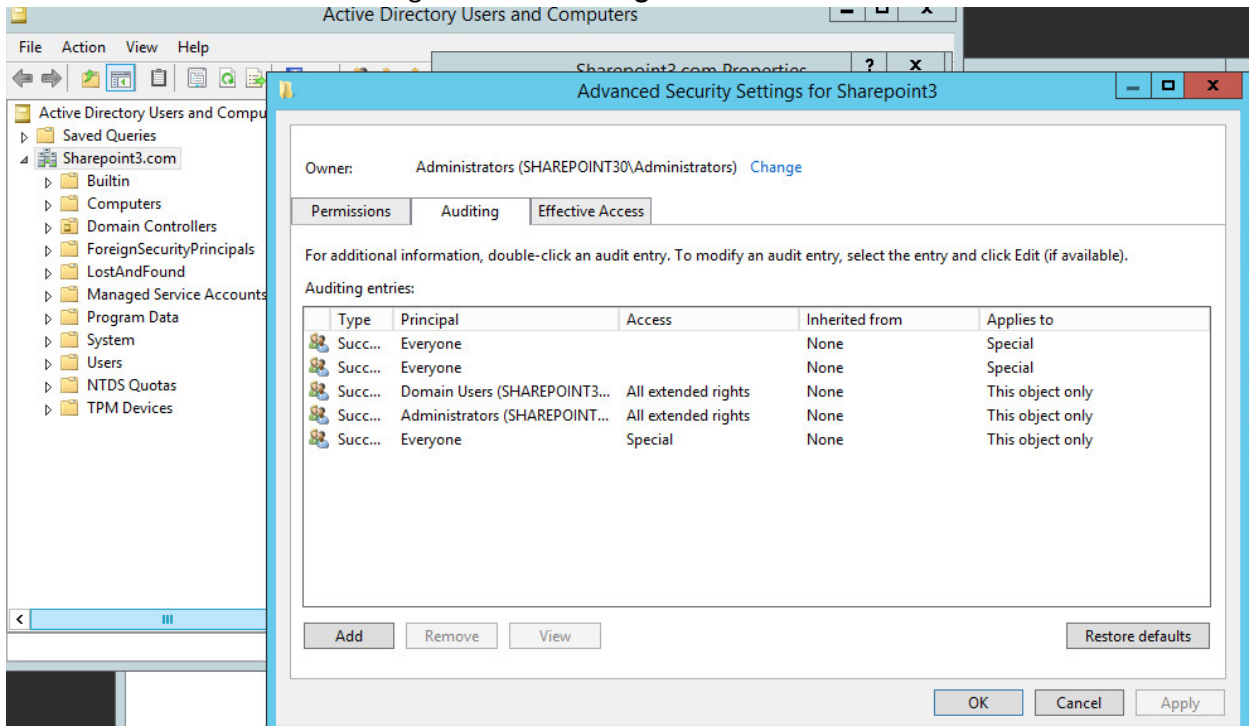 Active Directory Users and Computers
File Action View Help
Sharepoint3.com Properties
? X
Advanced Security Settings for Sharepoint3
Active Directory Users and Compu
Saved Queries
Sharepoint3.com
Builtin
Computers
Domain Controllers
ForeignSecurityPrincipals
LostAndFound
Managed Service Accounts
Program Data
System
Users
NTDS Quotas
TPM Devices
Owner: Administrators (SHAREPOINT30\Administrators) Change
Permissions Auditing Effective Access
For additional information, double-click an audit entry. To modify an audit entry, select the entry and click Edit (if available).
Auditing entries:
Type Principal Access Inherited from Applies to
Succ... Everyone None Special
Succ... Everyone None Special
Succ... Domain Users (SHAREPOINT3... All extended rights None This object only
Succ... Administrators (SHAREPOINT... All extended rights None This object only
Succ... Everyone Special None This object only
Add Remove View Restore defaults
OK Cancel Apply